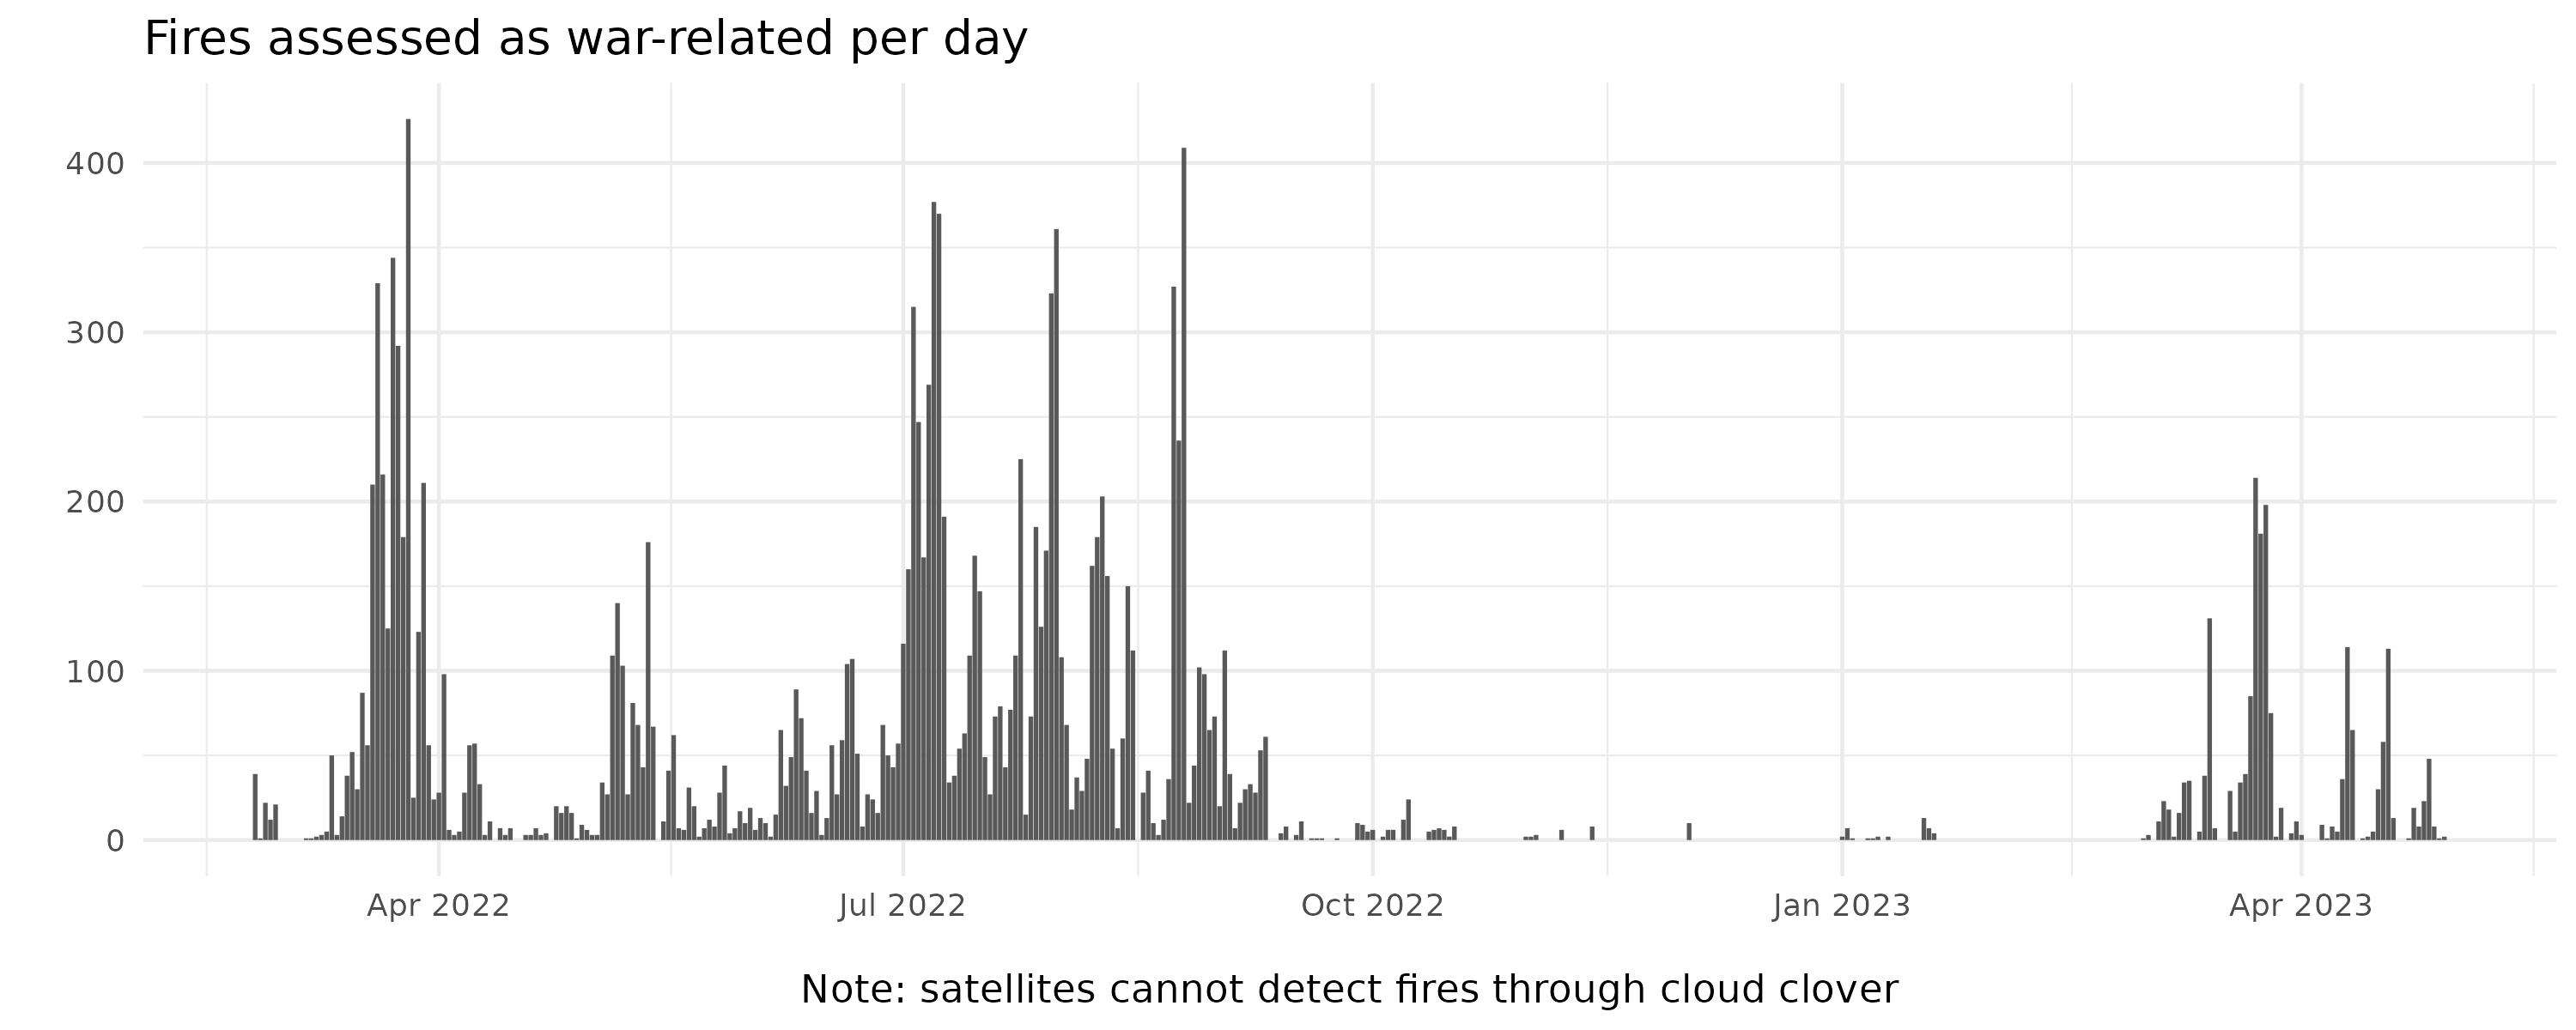 Fires assessed as war-related per day
400
300
200
100
0
Apr 2022 Jul 2022 Oct 2022 Jan 2023 Apr 2023
Note: satellites cannot detect fires through cloud clover